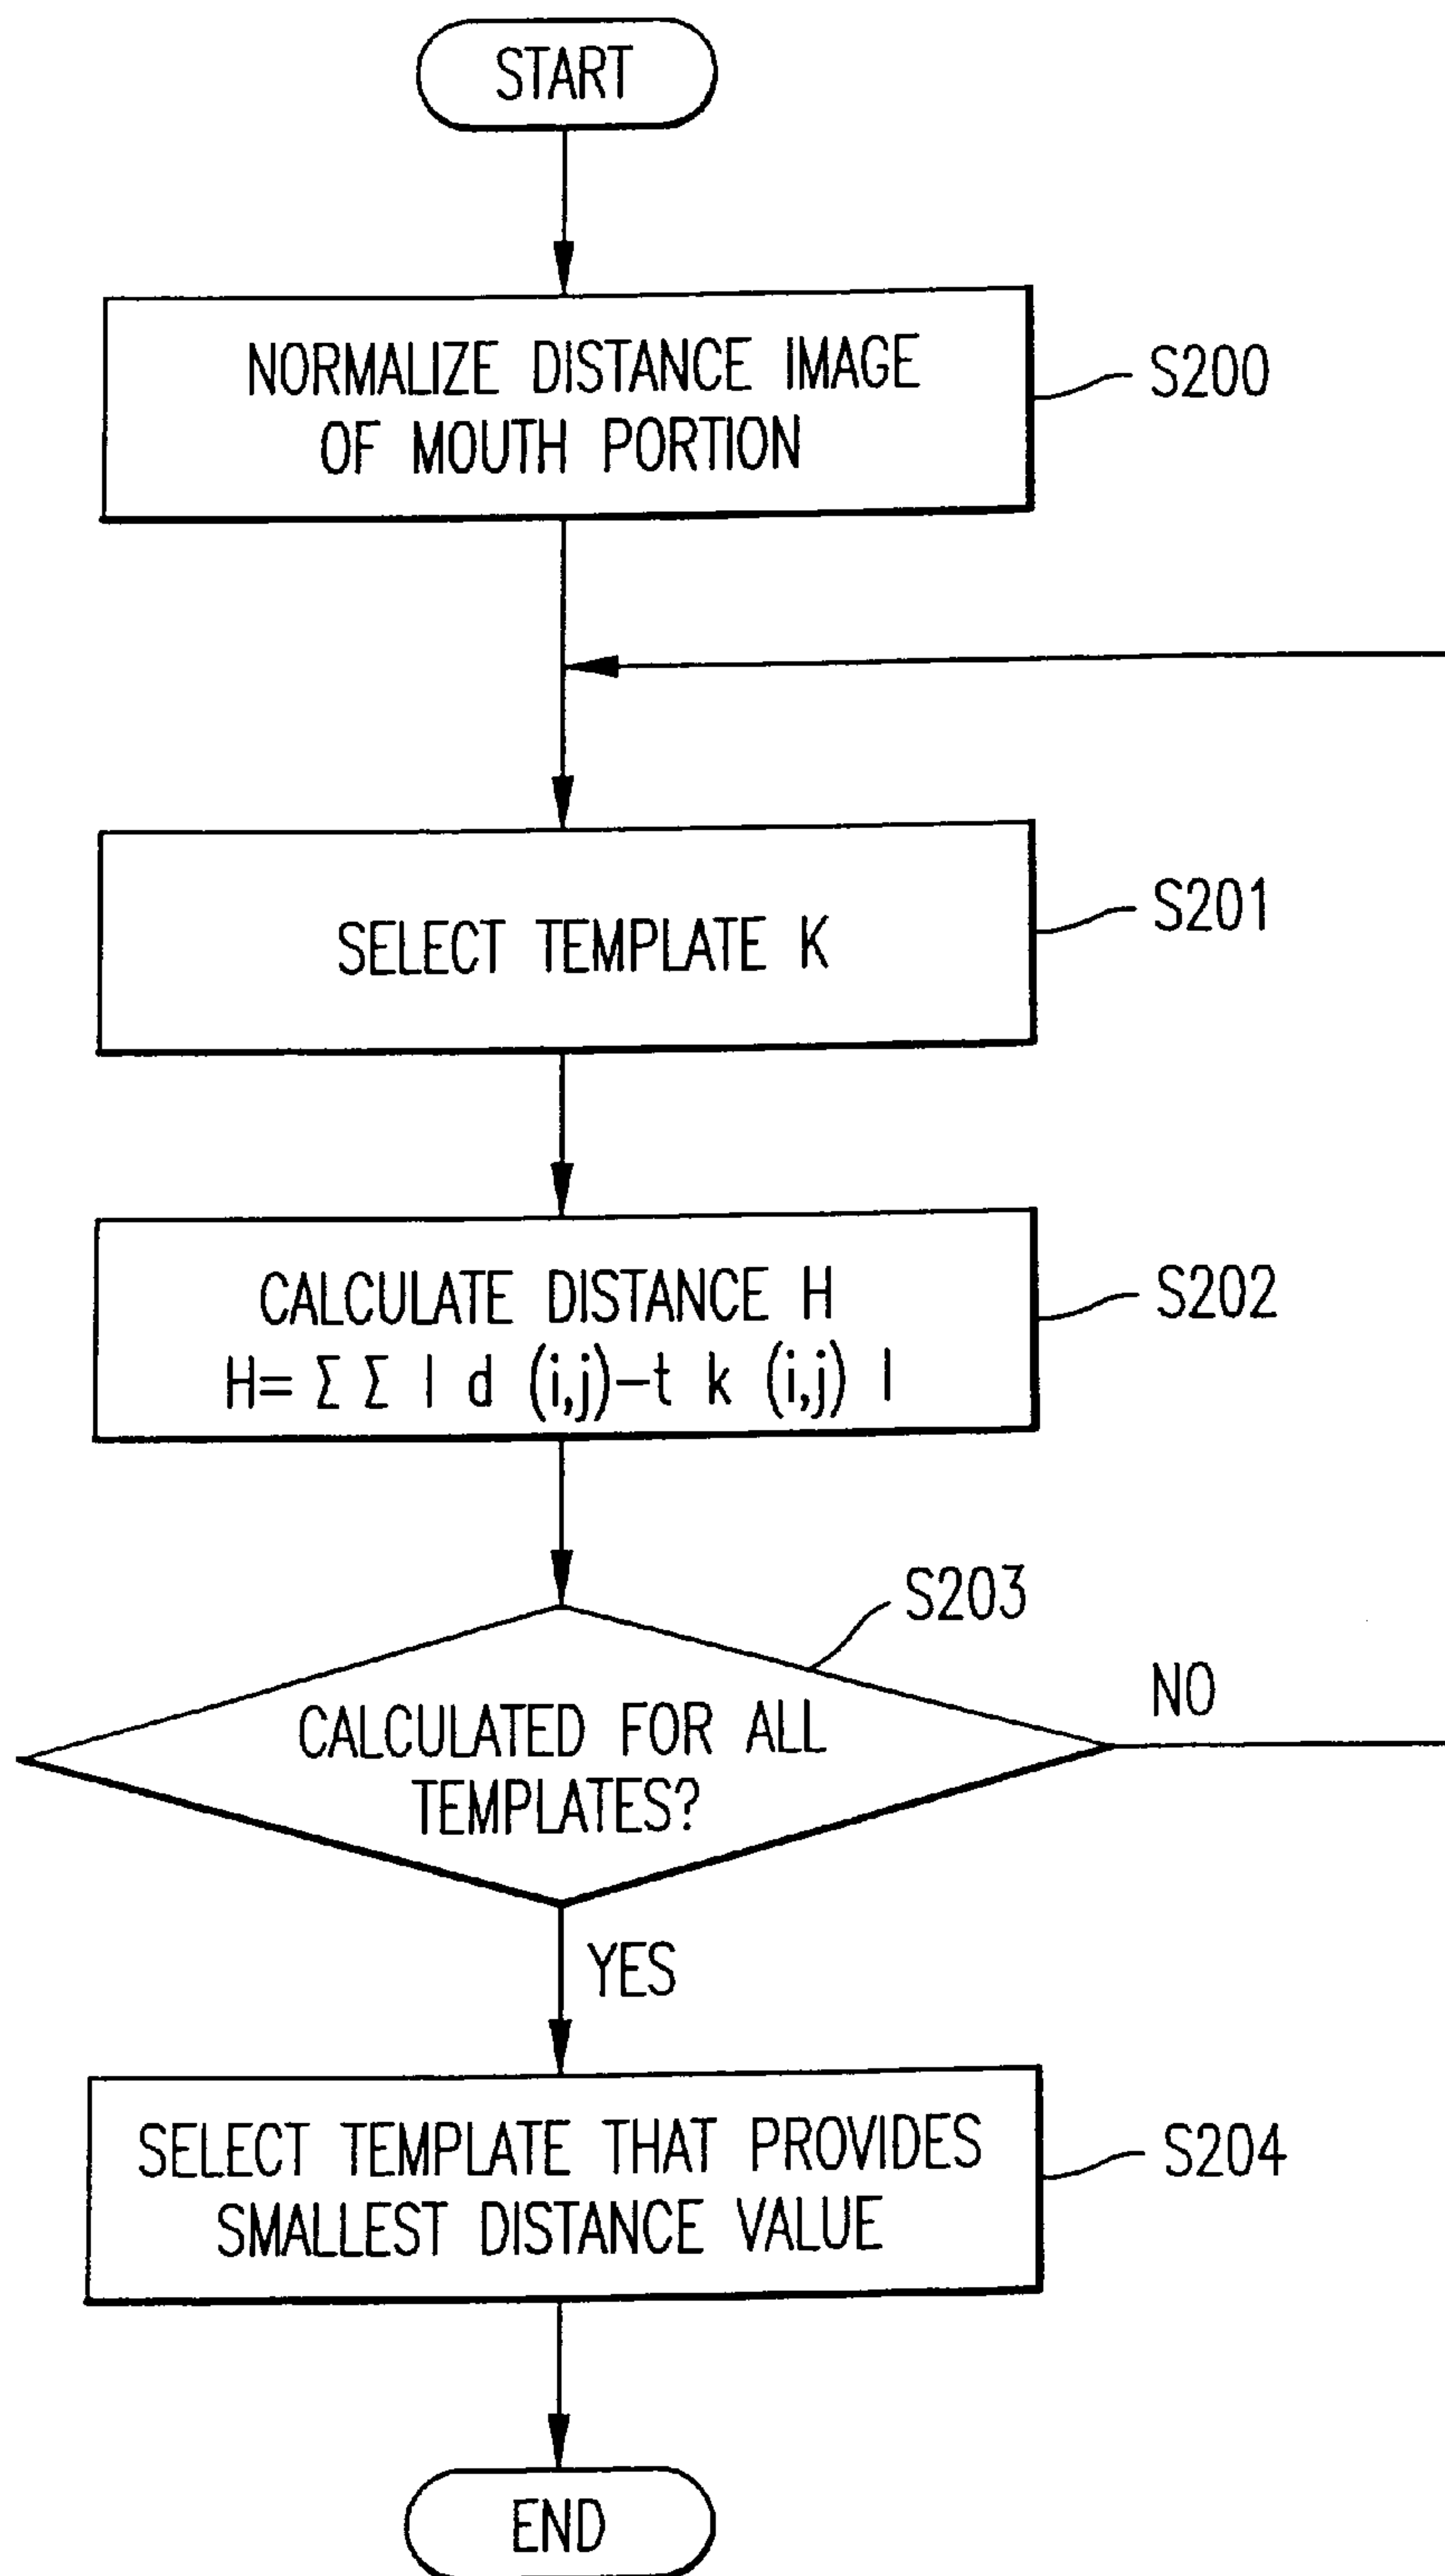 START
NORMALIZE DISTANCE IMAGE
OF MOUTH PORTION
S200
SELECT TEMPLATE K
S201
CALCULATE DISTANCE H
H= Σ Σ | d (i,j)-t k (i,j) |
S202
S203
CALCULATED FOR ALL
TEMPLATES?
NO
YES
SELECT TEMPLATE THAT PROVIDES
SMALLEST DISTANCE VALUE
S204
END